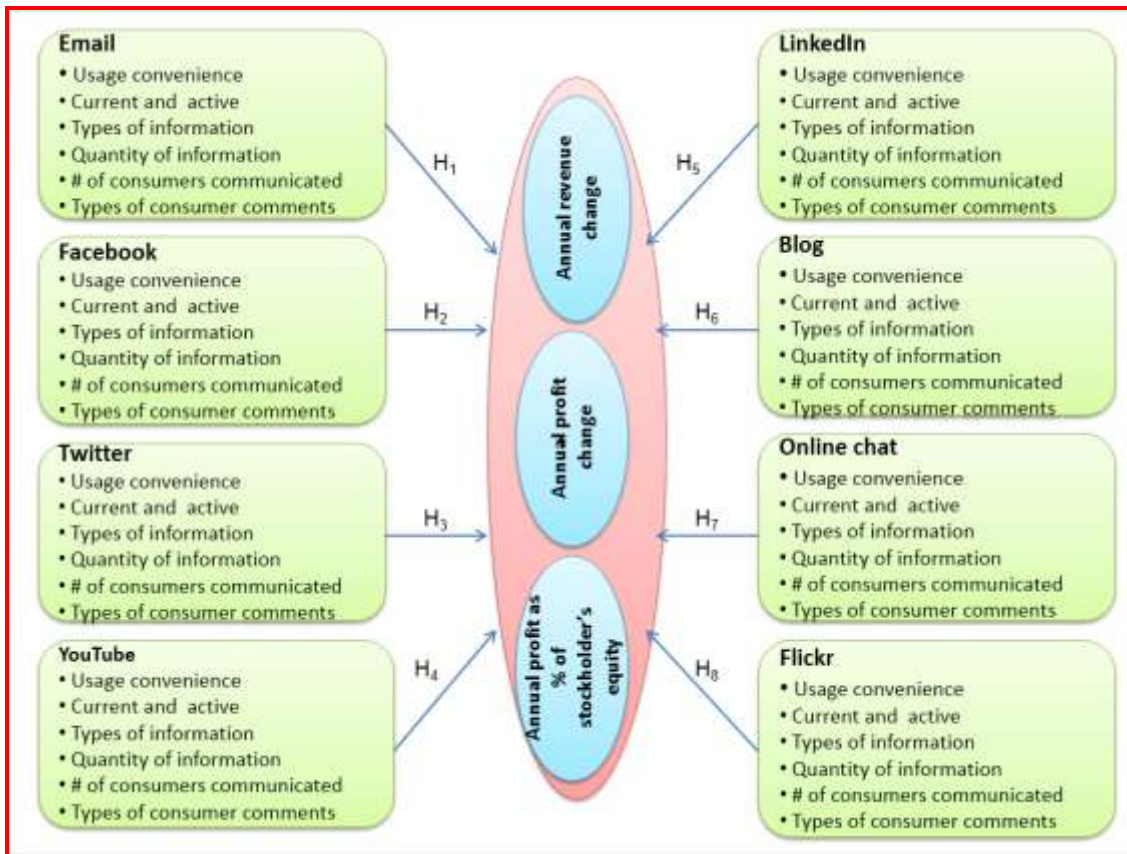 Email
• Usage convenience
• Current and active
• Types of information
• Quantity of information
• # of consumers communicated
• Types of consumer comments
Facebook
• Usage convenience
• Current and active
• Types of information
• Quantity of information
• # of consumers communicated
• Types of consumer comments
Twitter
• Usage convenience
• Current and active
• Types of information
• Quantity of information
• # of consumers communicated
• Types of consumer comments
YouTube
• Usage convenience
• Current and active
• Types of information
• Quantity of information
• # of consumers communicated
• Types of consumer comments
H1
H2
H3
H4
Annual revenue
change
Annual profit
change
Annual profit as
% of
stockholder's
equity
H5
H6
H7
H8
LinkedIn
• Usage convenience
• Current and active
• Types of information
• Quantity of information
• # of consumers communicated
• Types of consumer comments
Blog
• Usage convenience
• Current and active
• Types of information
• Quantity of information
• # of consumers communicated
• Types of consumer comments
Online chat
• Usage convenience
• Current and active
• Types of information
• Quantity of information
• # of consumers communicated
• Types of consumer comments
Flickr
• Usage convenience
• Current and active
• Types of information
• Quantity of information
• # of consumers communicated
• Types of consumer comments